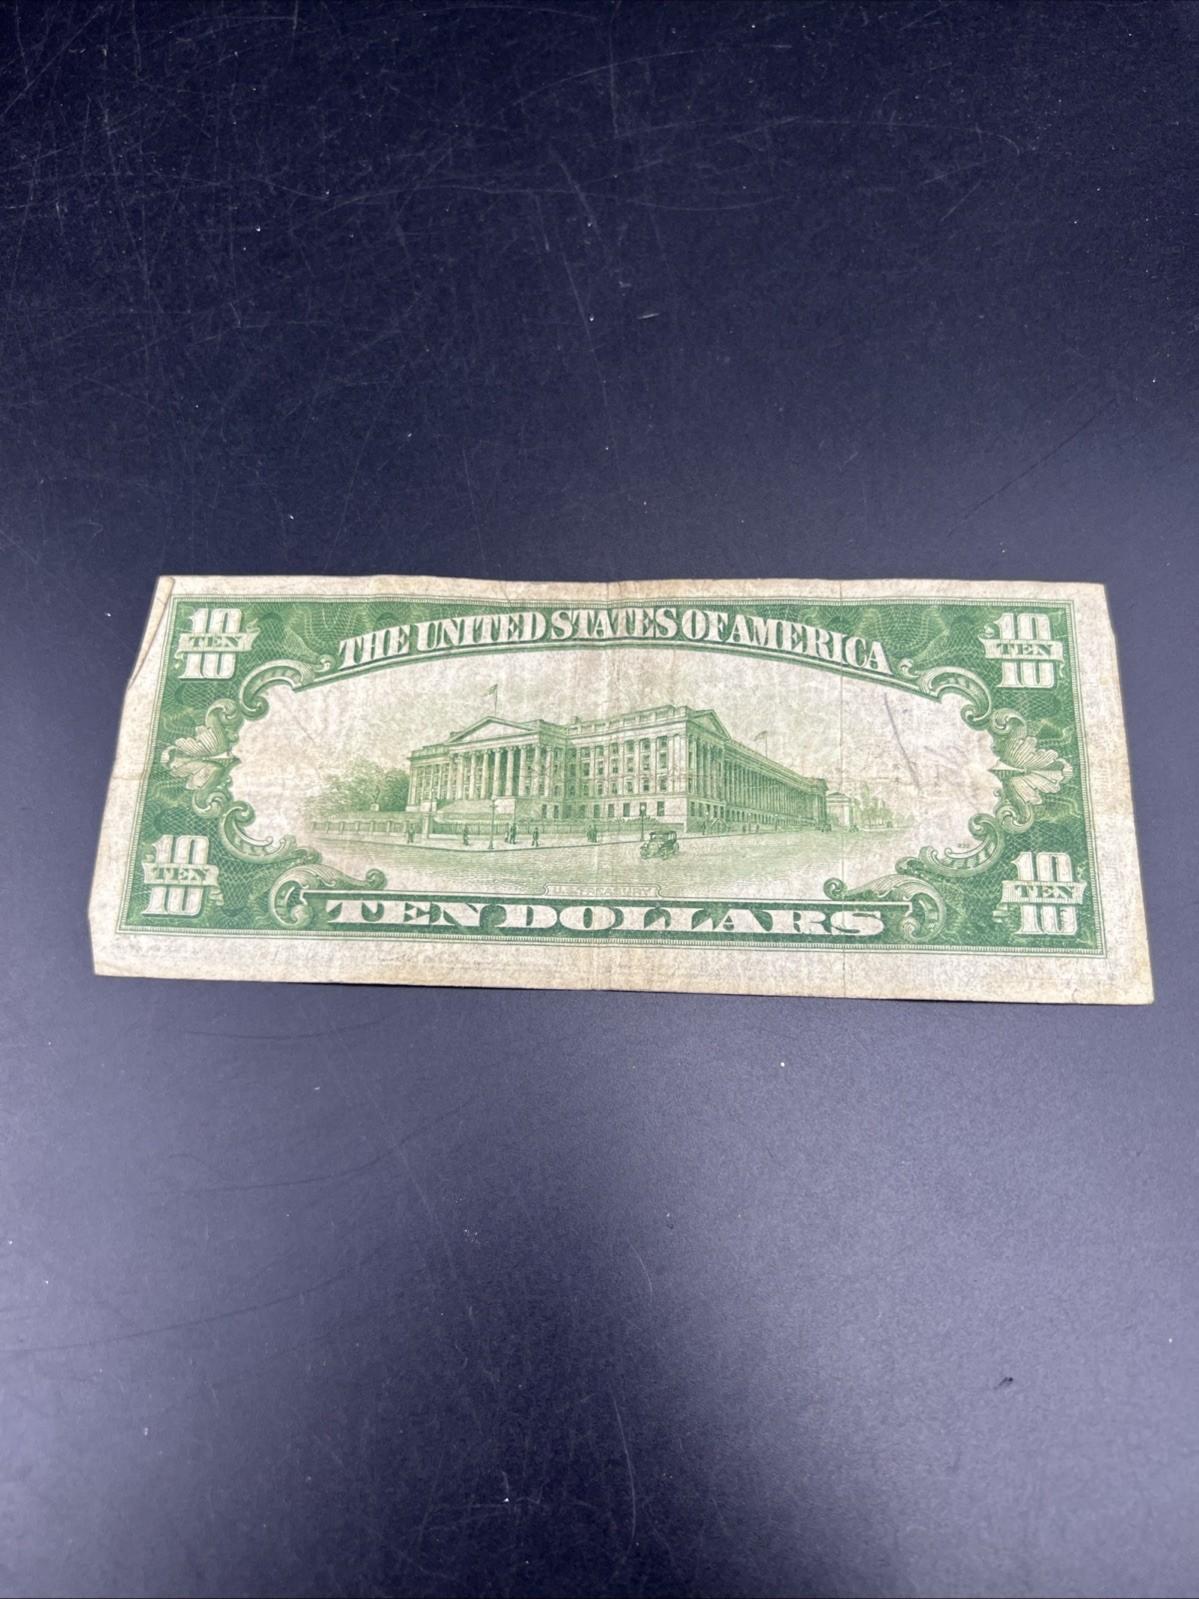 10 10
TEN TEN
10 10
THE UNITED STATES OF AMERICA
10 10
TEN TEN
10 10
U.S. TREASURY
TEN DOLLARS